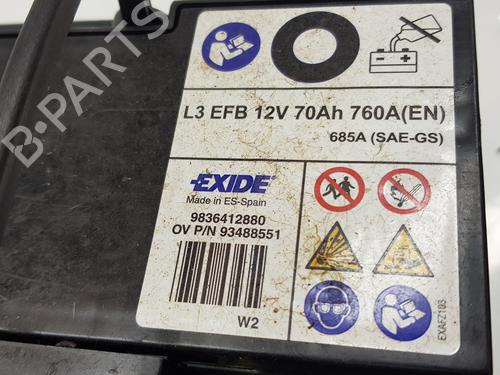 L3 EFB 12V 70Ah 760A(EN)
685A (SAE-GS)
EXIDE
Made in ES-Spain
9836412880
OV P/N 93488551
W2
EXAFZ103
B-PARTS